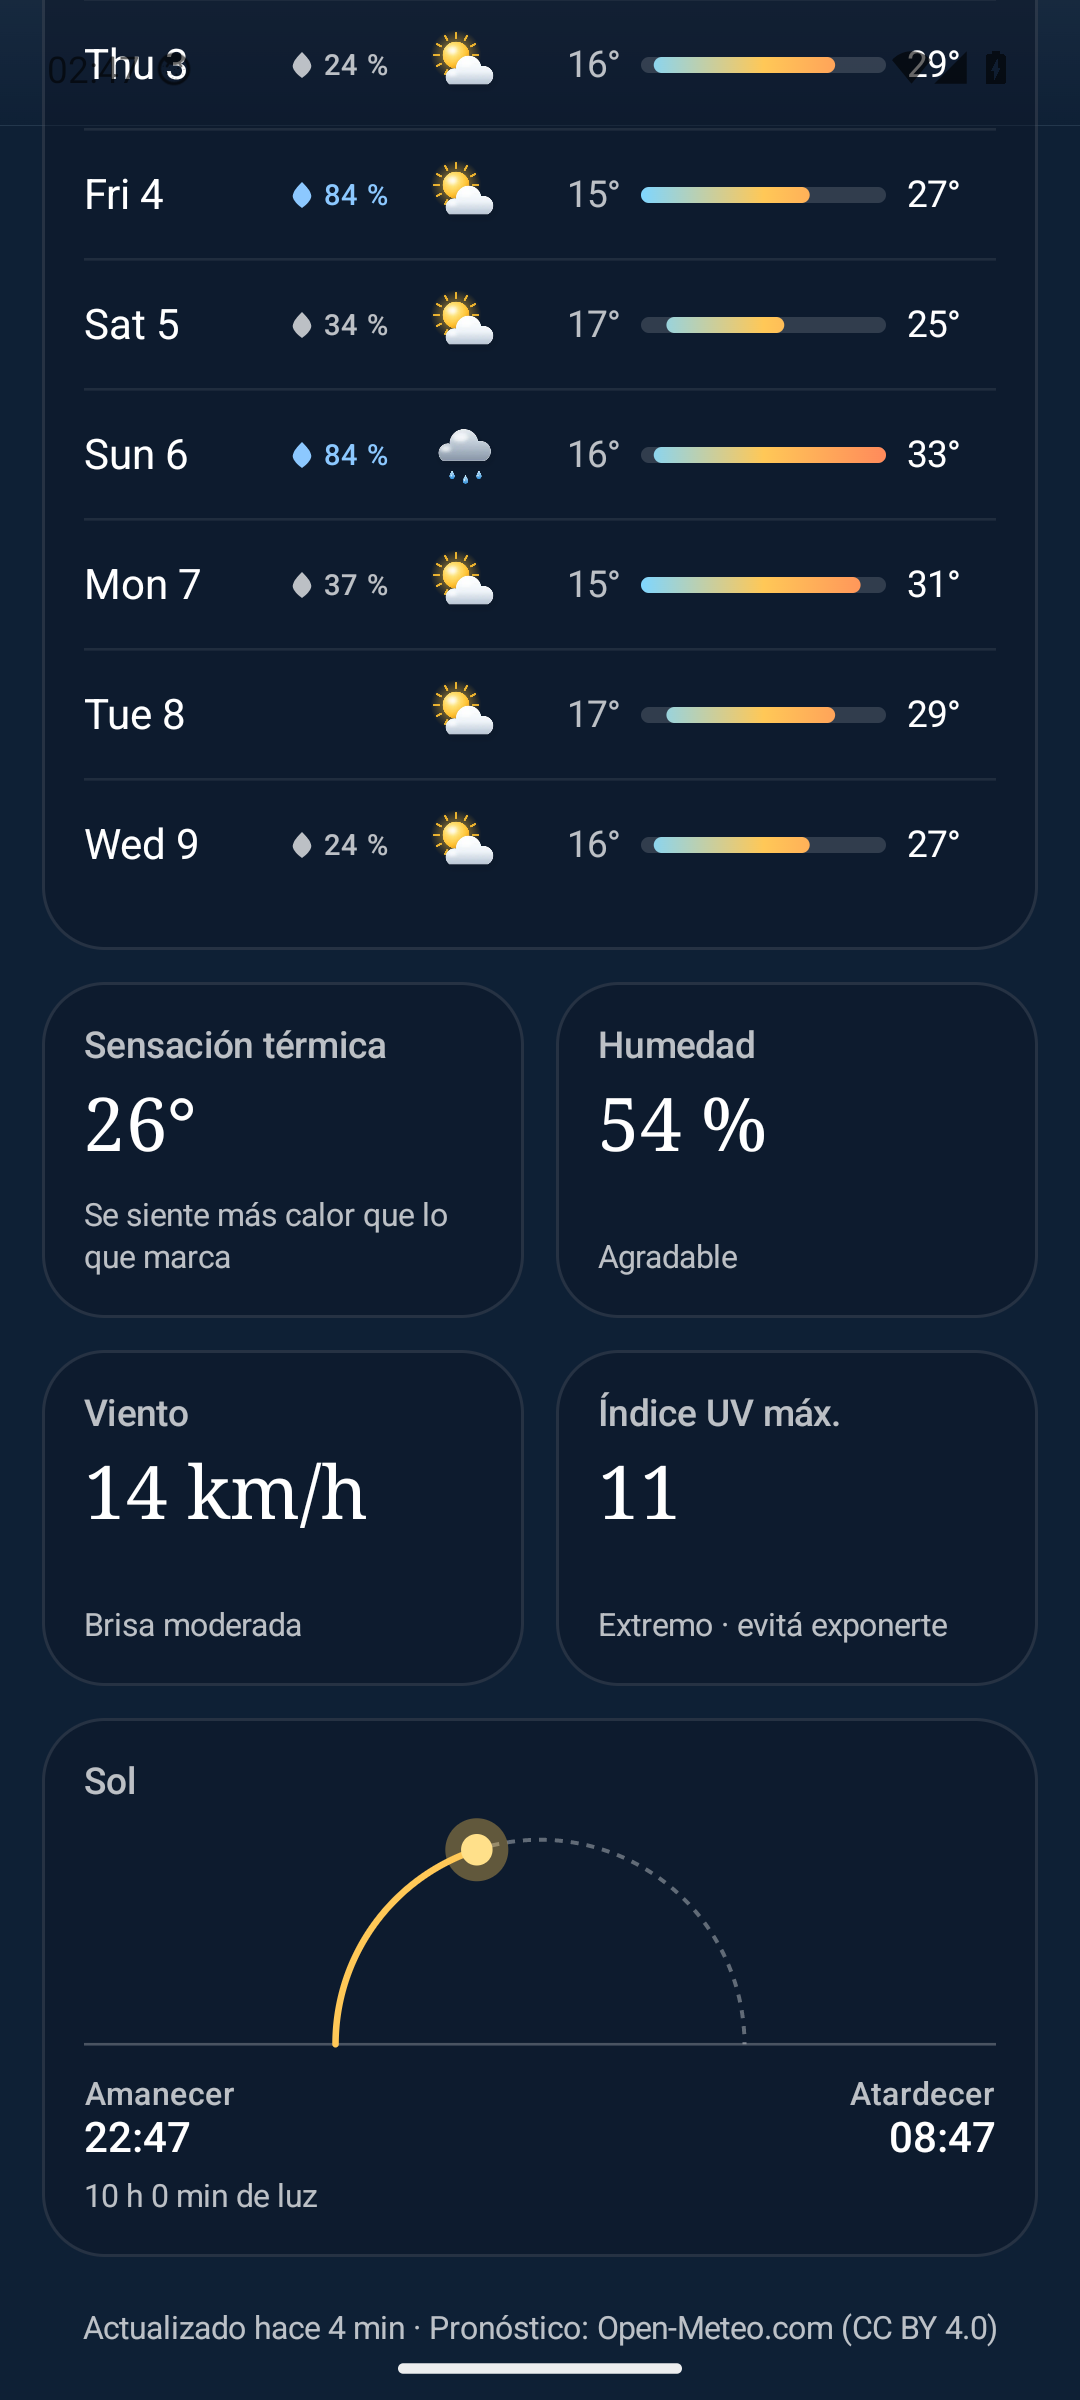 Thu 3 24 % 16° 29°
Fri 4 84 % 15° 27°
Sat 5 34 % 17° 25°
Sun 6 84 % 16° 33°
Mon 7 37 % 15° 31°
Tue 8 17° 29°
Wed 9 24 % 16° 27°
Sensación térmica
26°
Se siente más calor que lo
que marca
Humedad
54 %
Agradable
Viento
14 km/h
Brisa moderada
Índice UV máx.
11
Extremo · evitá exponerte
Sol
Amanecer Atardecer
22:47 08:47
10 h 0 min de luz
Actualizado hace 4 min · Pronóstico: Open-Meteo.com (CC BY 4.0)